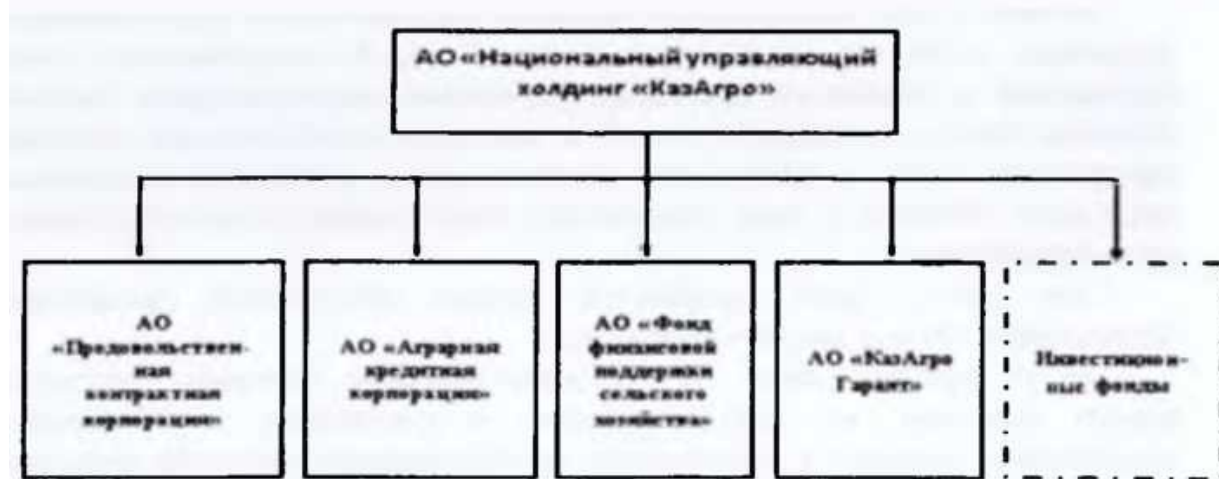 АО «Национальный управляющий
холдинг «КазАгро»
АО
«Продовольствен-
ная
контрактная
корпорация»
АО «Аграрная
кредитная
корпорация»
АО «Фонд
финансовой
поддержки
сельского
хозяйства»
АО «КазАгро
Гарант»
Инвестицион-
ные фонды